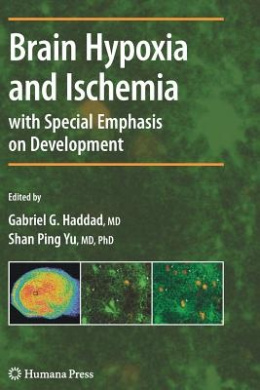 Brain Hypoxia
and Ischemia
with Special Emphasis
on Development
Edited by
Gabriel G. Haddad, MD
Shan Ping Yu, MD, PhD
Humana Press